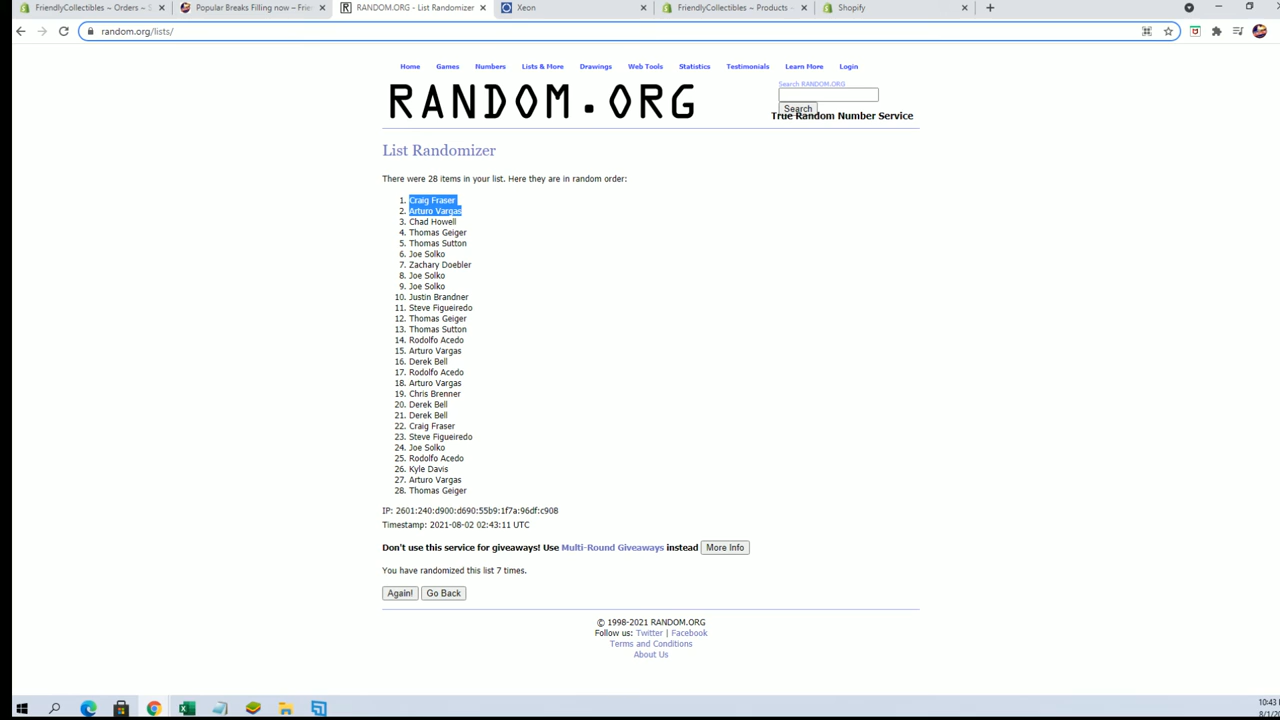 FriendlyCollectibles ~ Orders ~ S
Popular Breaks Filling now – Frie
RANDOM.ORG - List Randomizer
Xeon
FriendlyCollectibles ~ Products ~
Shopify
random.org/lists/
Home Games Numbers Lists & More Drawings Web Tools Statistics Testimonials Learn More Login
RANDOM.ORG
Search RANDOM.ORG
Search
True Random Number Service
List Randomizer
There were 28 items in your list. Here they are in random order:
1. Craig Fraser
2. Arturo Vargas
3. Chad Howell
4. Thomas Geiger
5. Thomas Sutton
6. Joe Solko
7. Zachary Doebler
8. Joe Solko
9. Joe Solko
10. Justin Brandner
11. Steve Figueiredo
12. Thomas Geiger
13. Thomas Sutton
14. Rodolfo Acedo
15. Arturo Vargas
16. Derek Bell
17. Rodolfo Acedo
18. Arturo Vargas
19. Chris Brenner
20. Derek Bell
21. Derek Bell
22. Craig Fraser
23. Steve Figueiredo
24. Joe Solko
25. Rodolfo Acedo
26. Kyle Davis
27. Arturo Vargas
28. Thomas Geiger
IP: 2601:240:d900:d690:55b9:1f7a:96df:c908
Timestamp: 2021-08-02 02:43:11 UTC
Don't use this service for giveaways! Use Multi-Round Giveaways instead More Info
You have randomized this list 7 times.
Again! Go Back
© 1998-2021 RANDOM.ORG
Follow us: Twitter | Facebook
Terms and Conditions
About Us
10:43
8/1/20